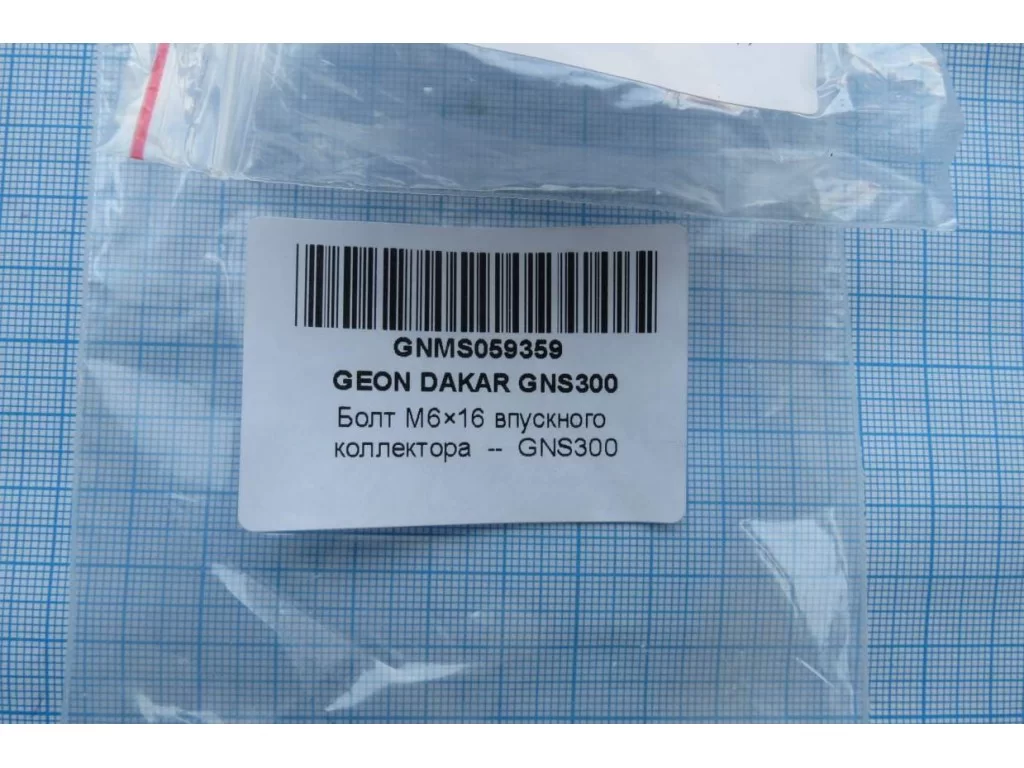 GNMS059359
GEON DAKAR GNS300
Болт М6×16 впускного
коллектора -- GNS300